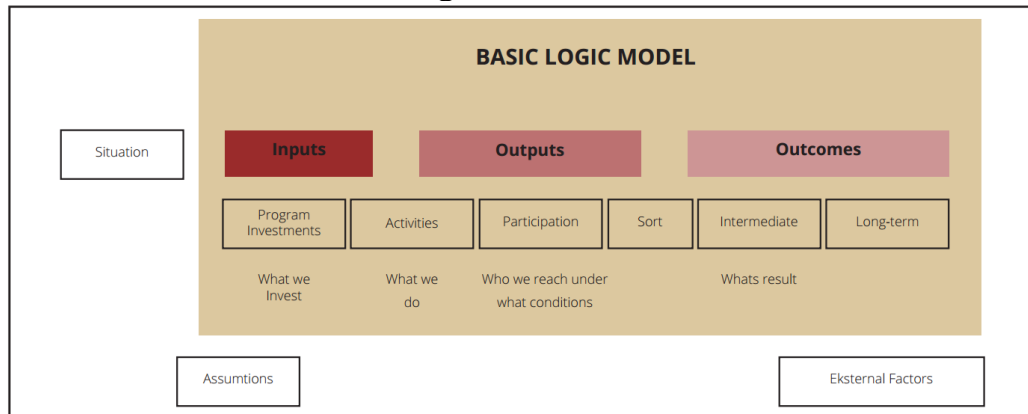 BASIC LOGIC MODEL
Situation
Inputs
Outputs
Outcomes
Program
Investments
Activities
Participation
Sort
Intermediate
Long-term
What we
Invest
What we
do
Who we reach under
what conditions
Whats result
Assumtions
Eksternal Factors